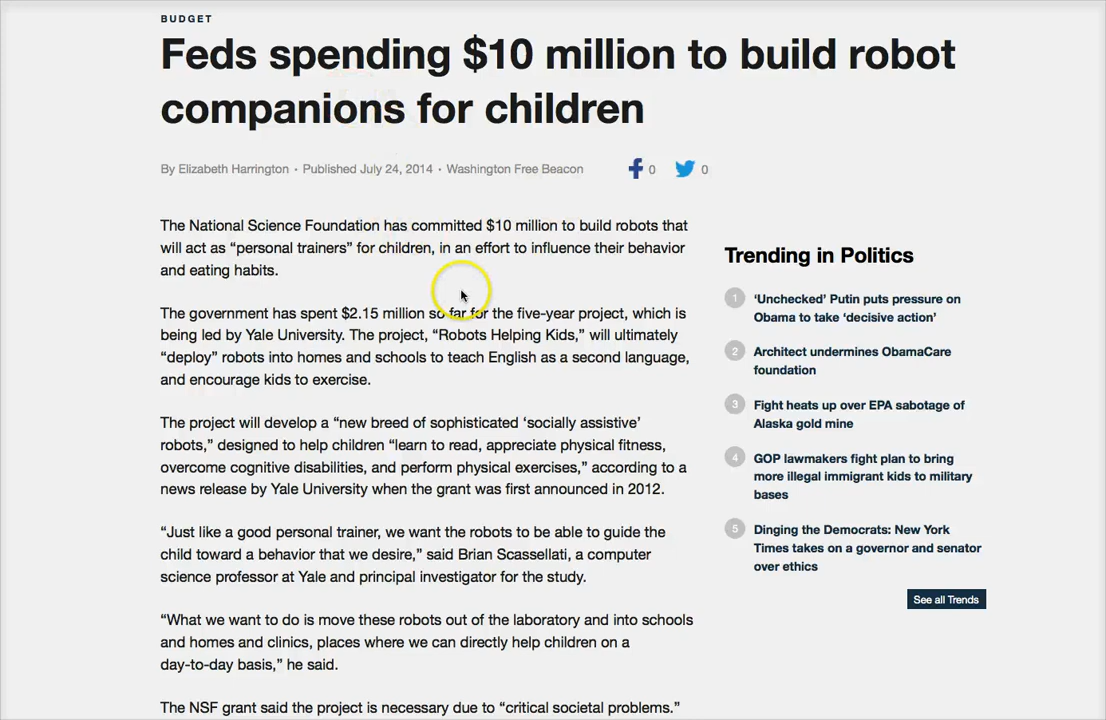 BUDGET
Feds spending $10 million to build robot
companions for children
By Elizabeth Harrington · Published July 24, 2014 · Washington Free Beacon 0 0
The National Science Foundation has committed $10 million to build robots that
will act as “personal trainers” for children, in an effort to influence their behavior
and eating habits.
The government has spent $2.15 million so far for the five-year project, which is
being led by Yale University. The project, “Robots Helping Kids,” will ultimately
“deploy” robots into homes and schools to teach English as a second language,
and encourage kids to exercise.
The project will develop a “new breed of sophisticated ‘socially assistive’
robots,” designed to help children “learn to read, appreciate physical fitness,
overcome cognitive disabilities, and perform physical exercises,” according to a
news release by Yale University when the grant was first announced in 2012.
“Just like a good personal trainer, we want the robots to be able to guide the
child toward a behavior that we desire,” said Brian Scassellati, a computer
science professor at Yale and principal investigator for the study.
“What we want to do is move these robots out of the laboratory and into schools
and homes and clinics, places where we can directly help children on a
day-to-day basis,” he said.
The NSF grant said the project is necessary due to “critical societal problems.”
Trending in Politics
1 ‘Unchecked’ Putin puts pressure on
Obama to take ‘decisive action’
2 Architect undermines ObamaCare
foundation
3 Fight heats up over EPA sabotage of
Alaska gold mine
4 GOP lawmakers fight plan to bring
more illegal immigrant kids to military
bases
5 Dinging the Democrats: New York
Times takes on a governor and senator
over ethics
See all Trends